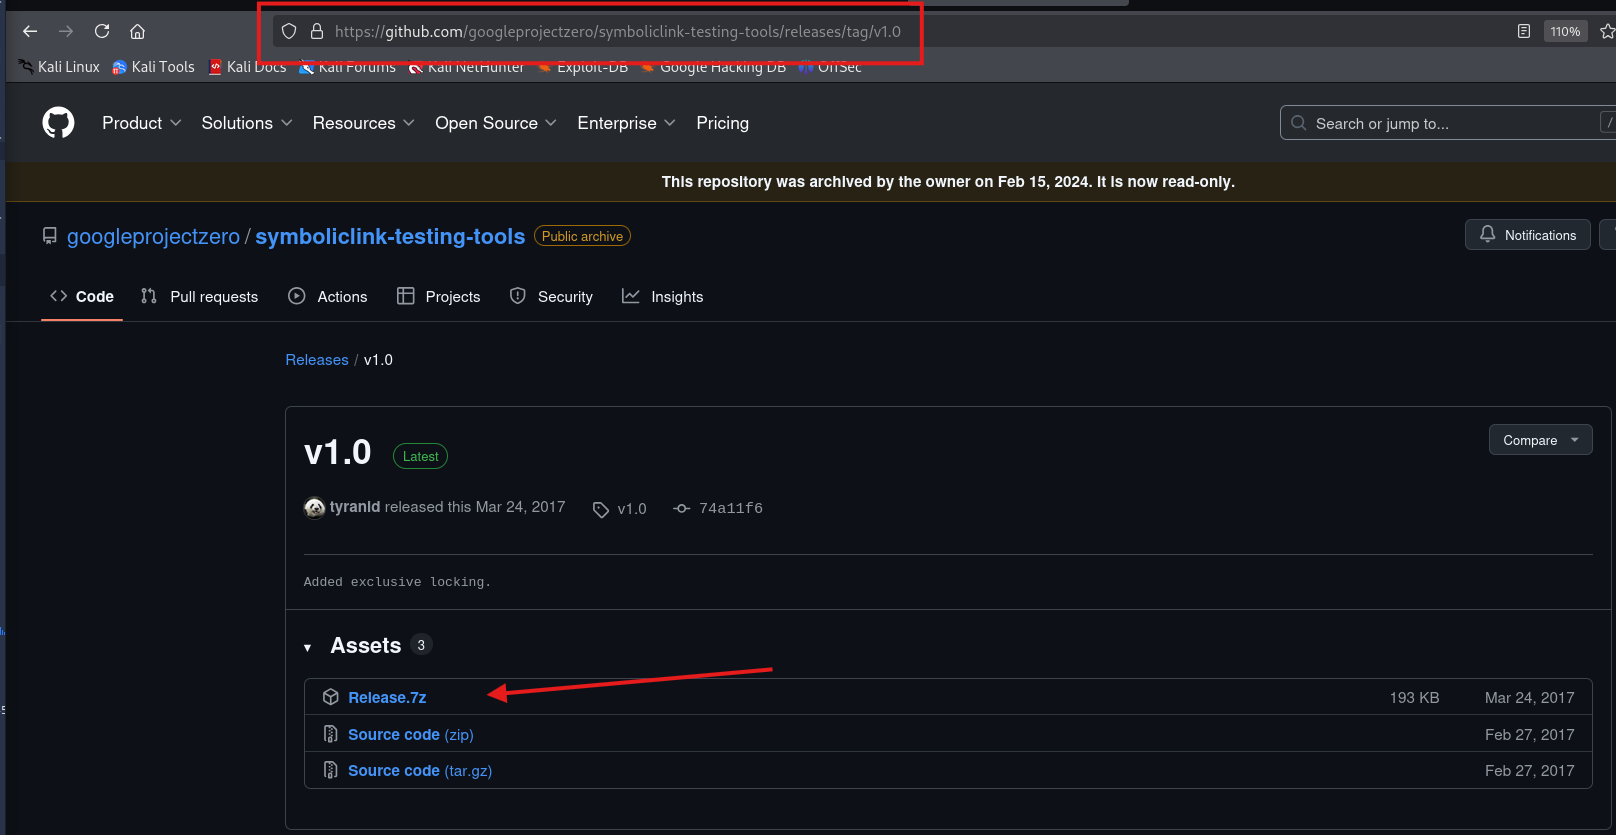 https://github.com/googleprojectzero/symboliclink-testing-tools/releases/tag/v1.0
110%
Kali Linux Kali Tools Kali Docs Kali Forums Kali NetHunter Exploit-DB Google Hacking DB OffSec
Product Solutions Resources Open Source Enterprise Pricing
Search or jump to... /
This repository was archived by the owner on Feb 15, 2024. It is now read-only.
googleprojectzero / symboliclink-testing-tools Public archive
Notifications
Code Pull requests Actions Projects Security Insights
Releases / v1.0
v1.0 Latest
Compare
tyranid released this Mar 24, 2017 v1.0 74a11f6
Added exclusive locking.
Assets 3
Release.7z 193 KB Mar 24, 2017
Source code (zip) Feb 27, 2017
Source code (tar.gz) Feb 27, 2017